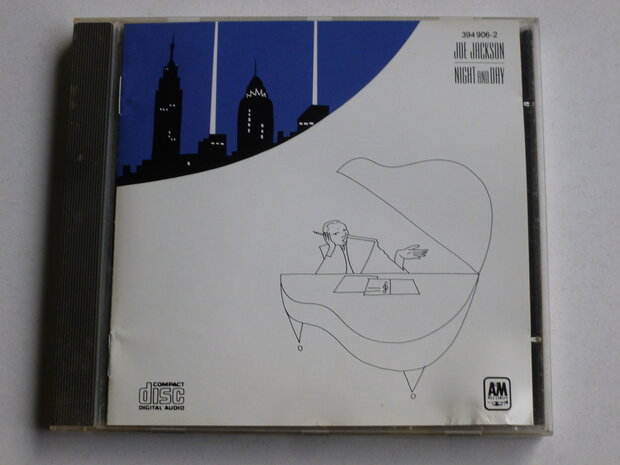 394 906-2
JOE JACKSON
NIGHT AND DAY
COMPACT
disc
DIGITAL AUDIO
A&M
RECORDS